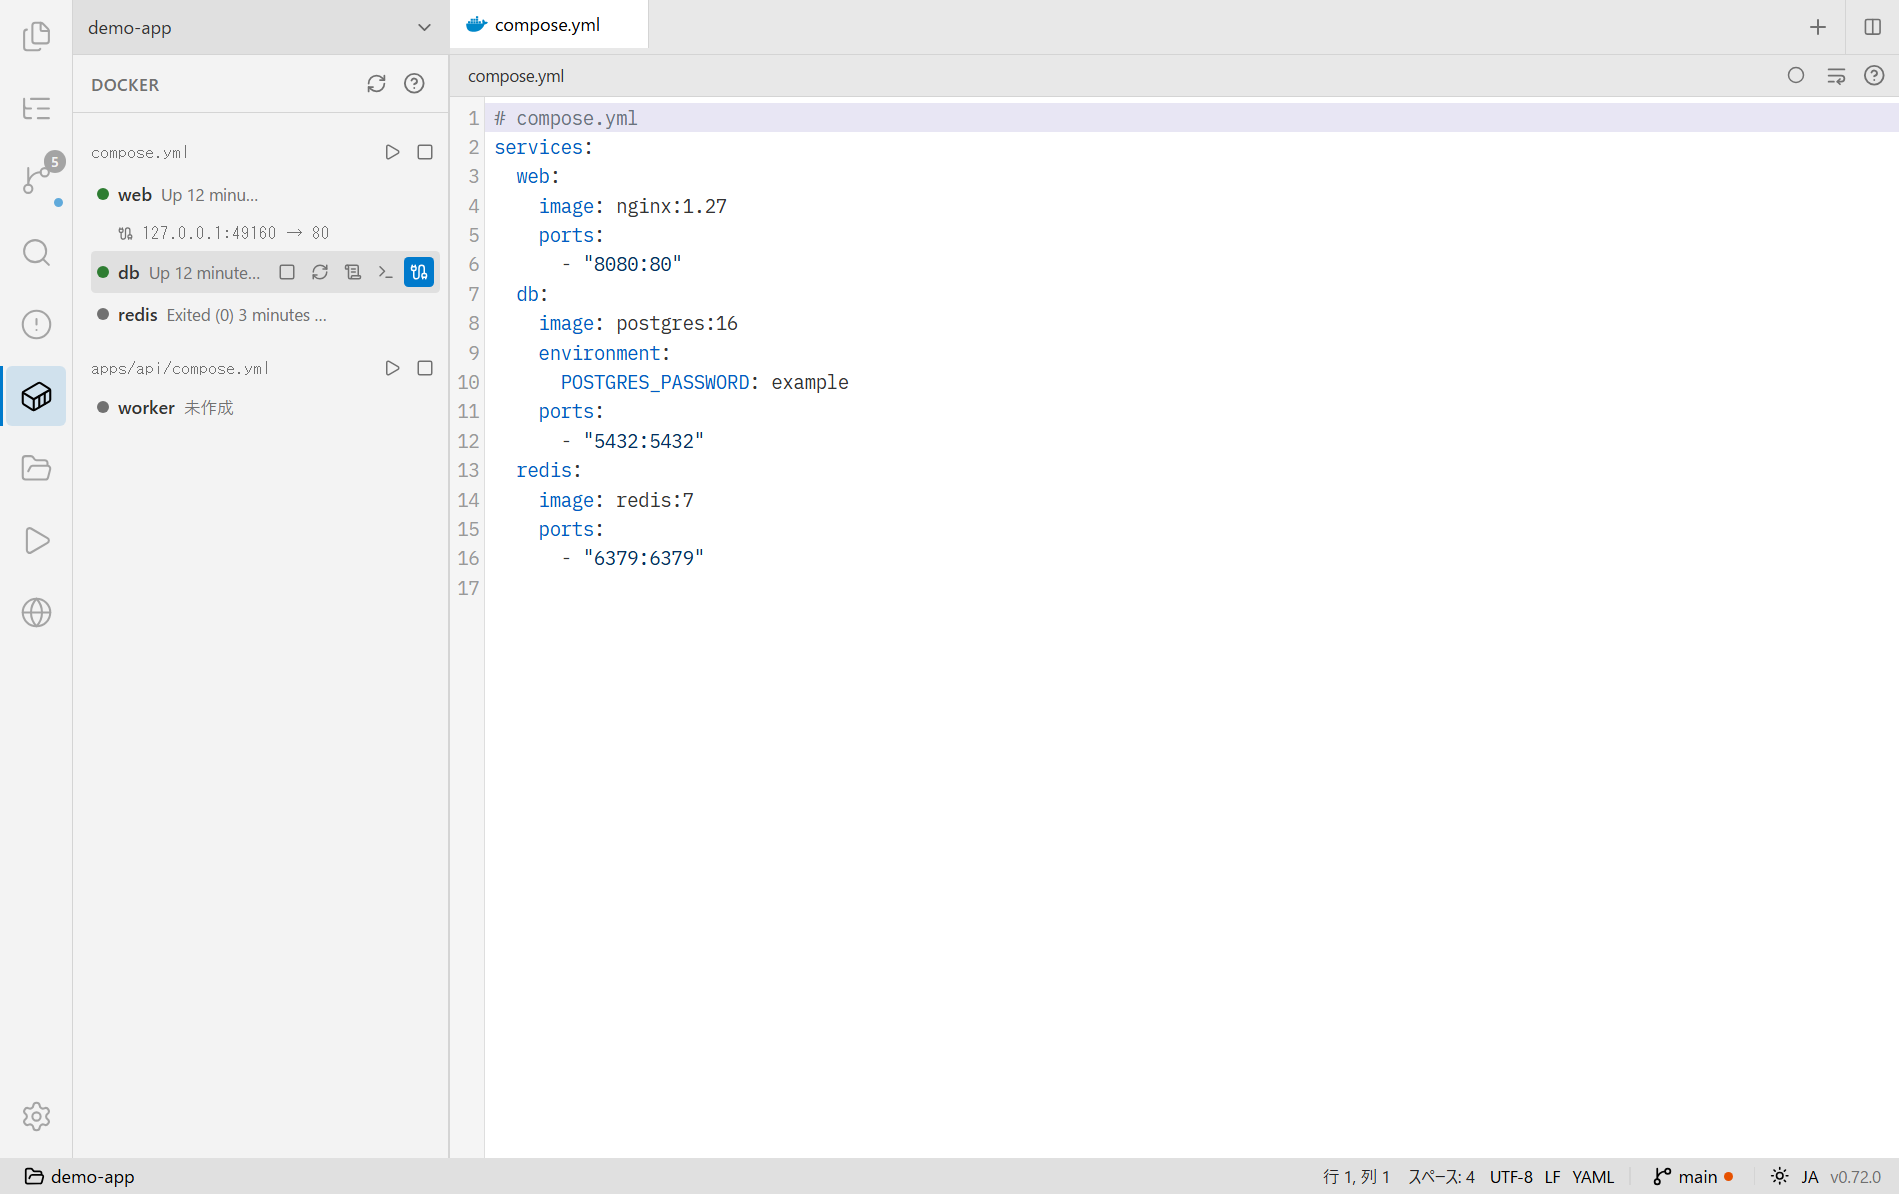 demo-app
compose.yml
DOCKER
compose.yml
5
compose.yml
web Up 12 minu...
127.0.0.1:49160 → 80
db Up 12 minute...
redis Exited (0) 3 minutes ...
apps/api/compose.yml
worker 未作成
1 # compose.yml
2 services:
3   web:
4     image: nginx:1.27
5     ports:
6       - "8080:80"
7   db:
8     image: postgres:16
9     environment:
10       POSTGRES_PASSWORD: example
11     ports:
12       - "5432:5432"
13   redis:
14     image: redis:7
15     ports:
16       - "6379:6379"
17
demo-app
行 1, 列 1 スペース: 4 UTF-8 LF YAML main JA v0.72.0